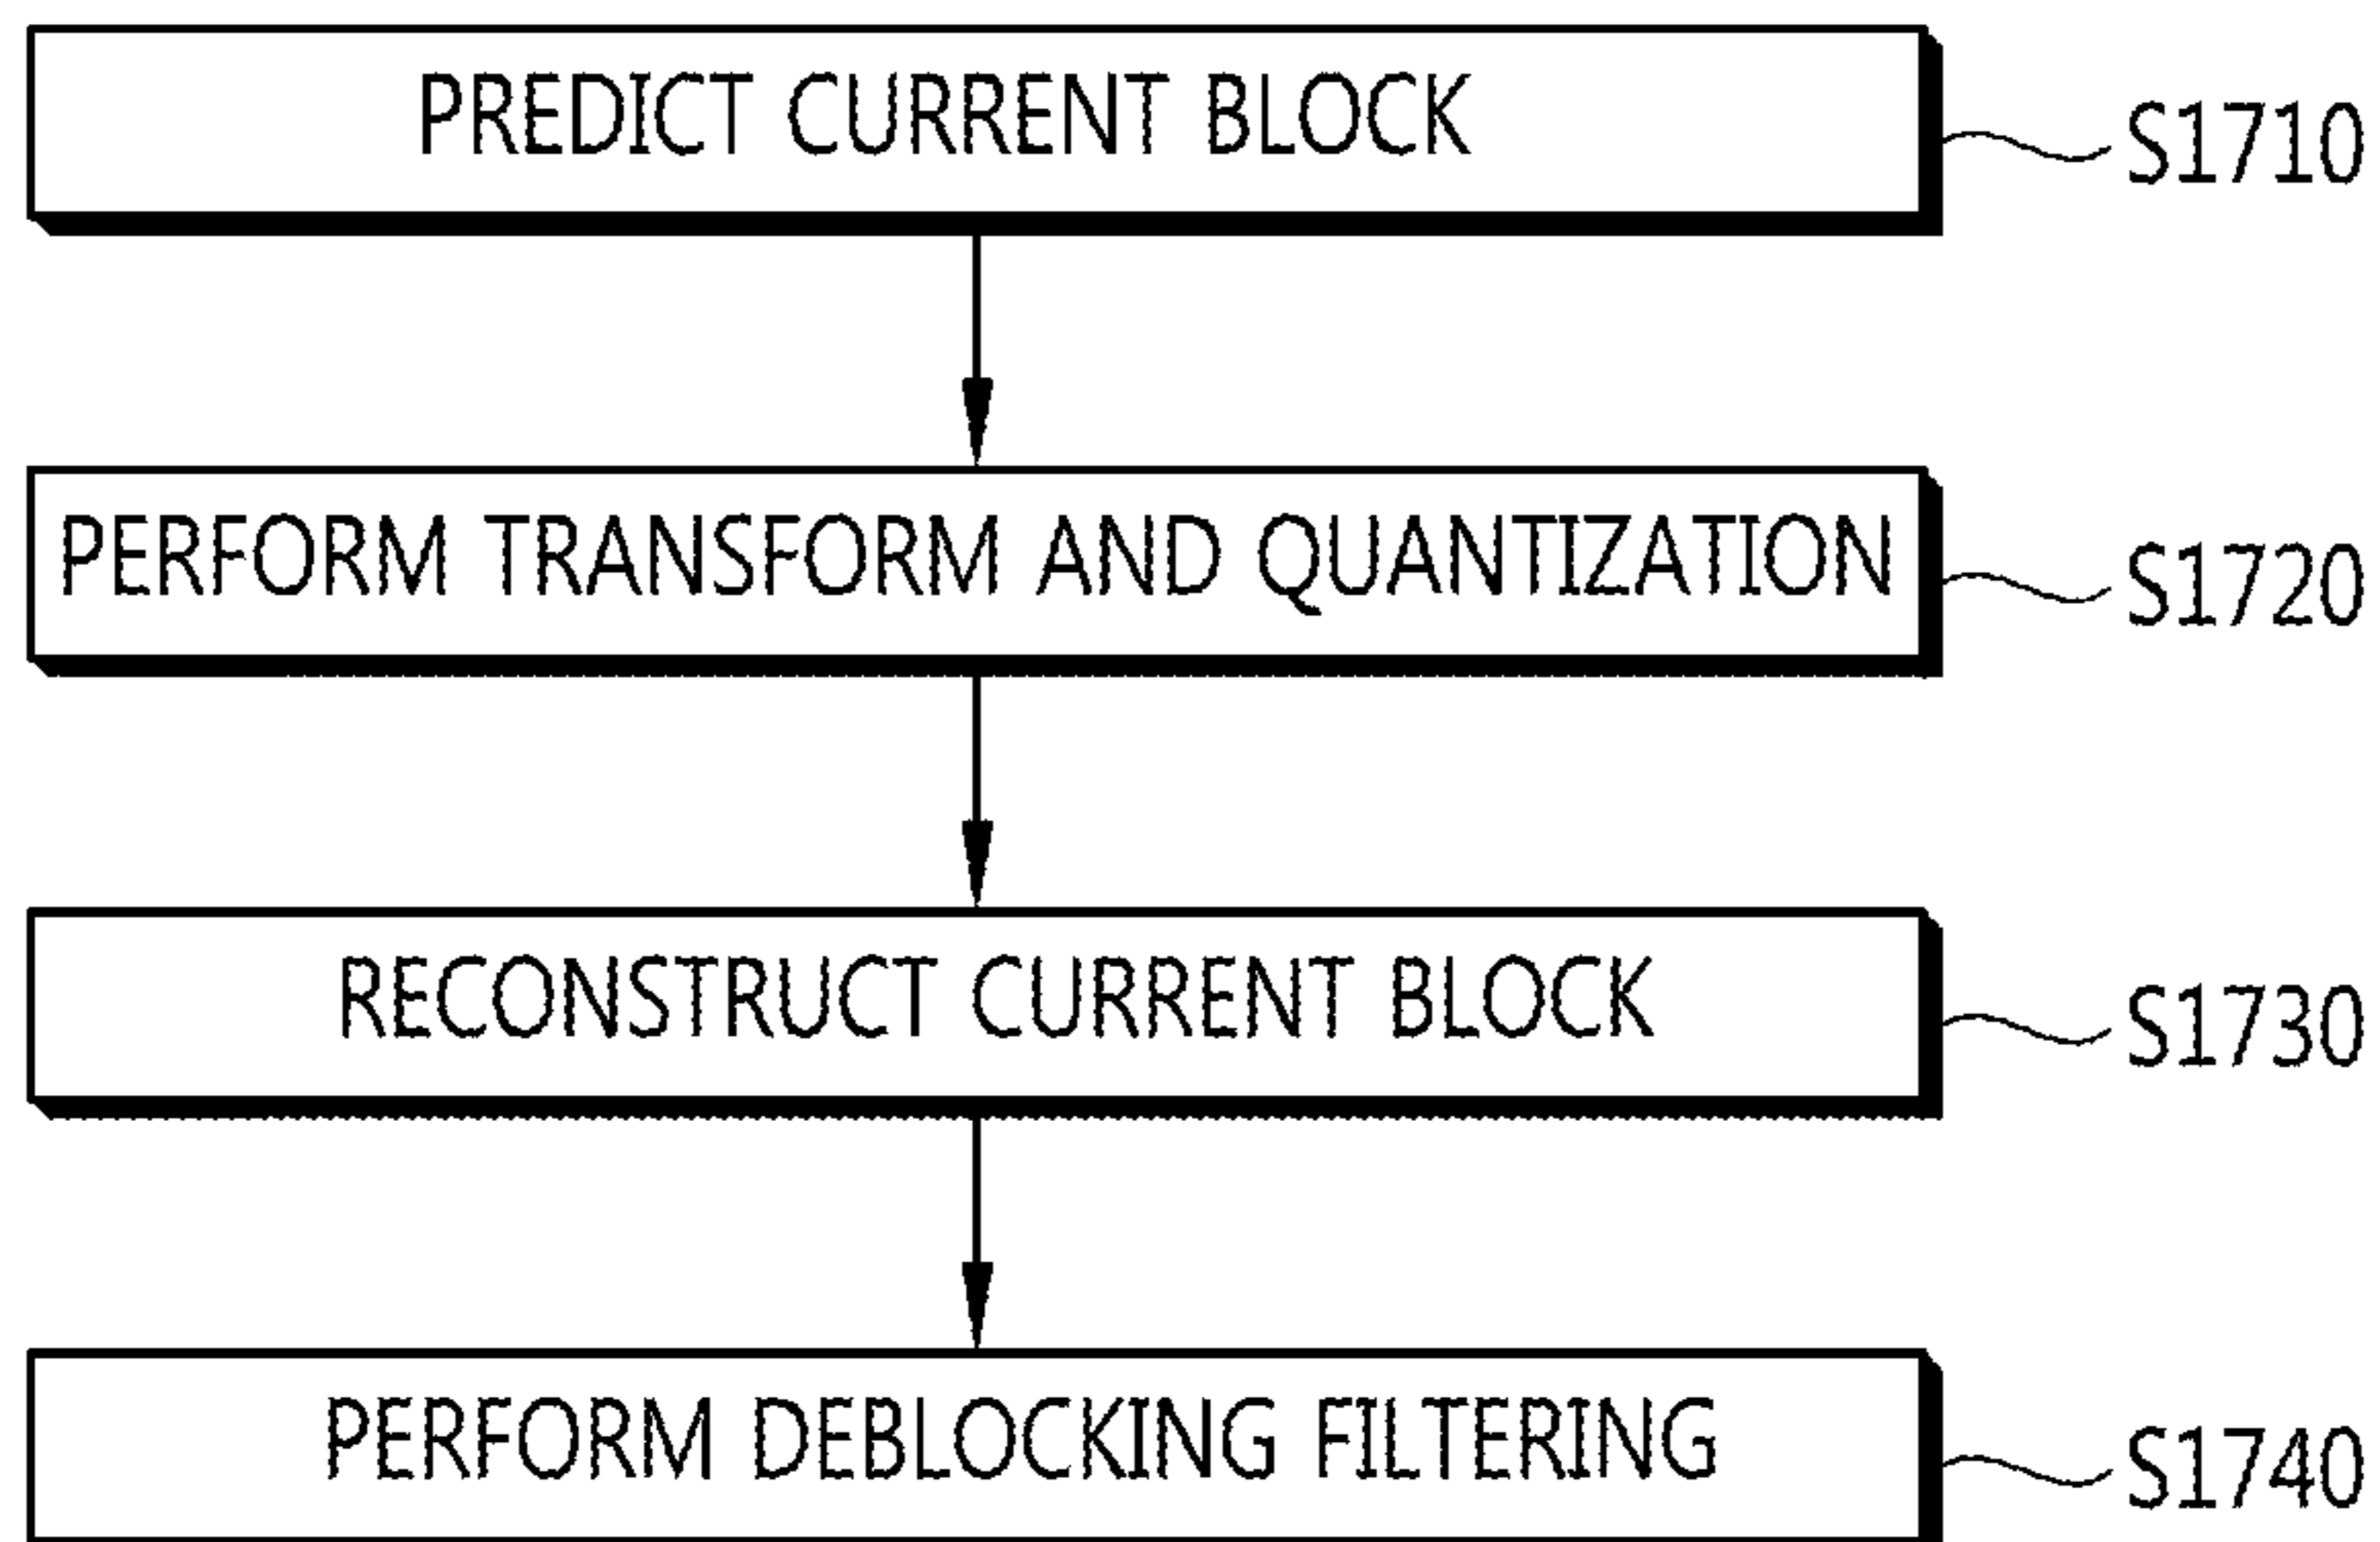 PREDICT CURRENT BLOCK
S1710
PERFORM TRANSFORM AND QUANTIZATION
S1720
RECONSTRUCT CURRENT BLOCK
S1730
PERFORM DEBLOCKING FILTERING
S1740